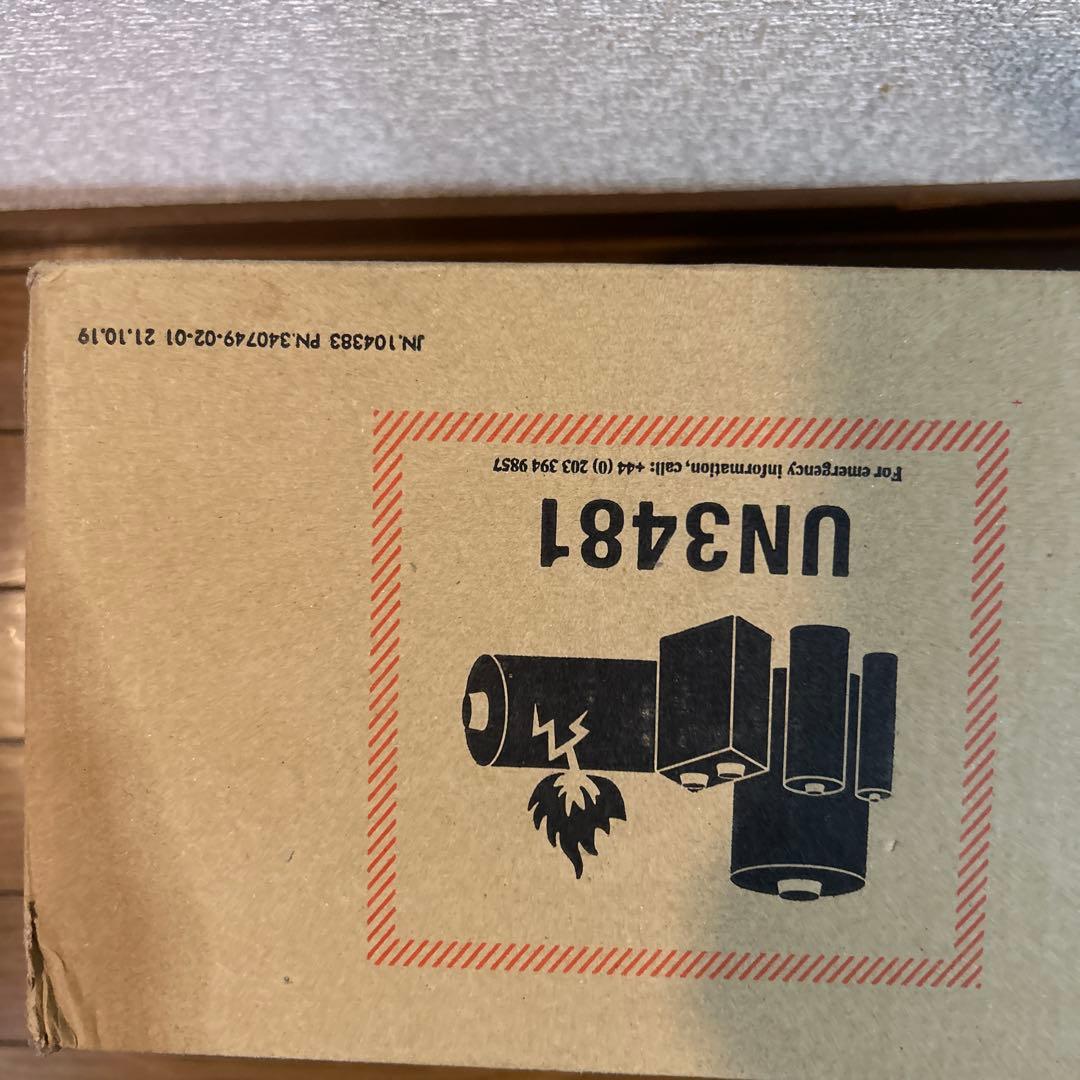 UN3481
For emergency information, call: +44 (0) 203 394 9857
JN.104383 PN.340749-02-01 21.10.19